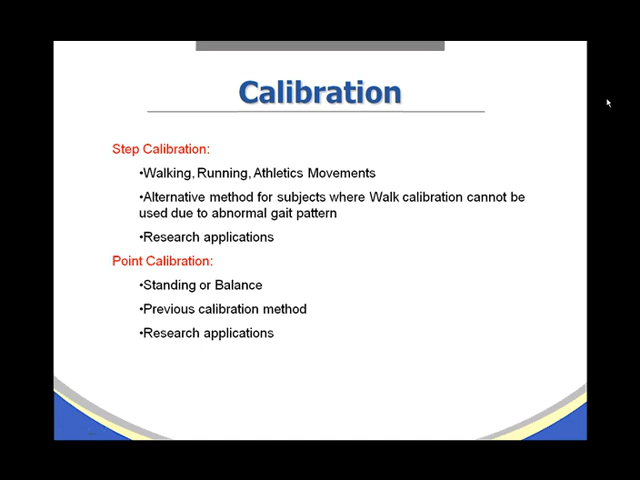 Calibration
Step Calibration:
•Walking, Running, Athletics Movements
•Alternative method for subjects where Walk calibration cannot be
used due to abnormal gait pattern
•Research applications
Point Calibration:
•Standing or Balance
•Previous calibration method
•Research applications